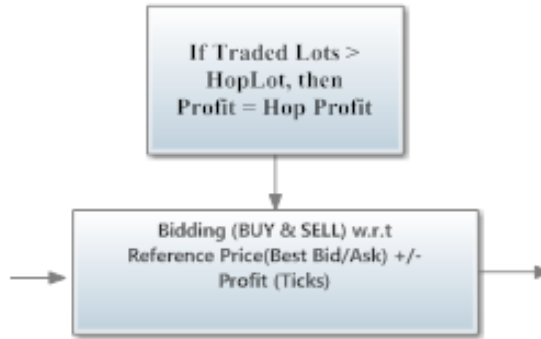 If Traded Lots >
HopLot, then
Profit = Hop Profit
Bidding (BUY & SELL) w.r.t
Reference Price(Best Bid/Ask) +/-
Profit (Ticks)